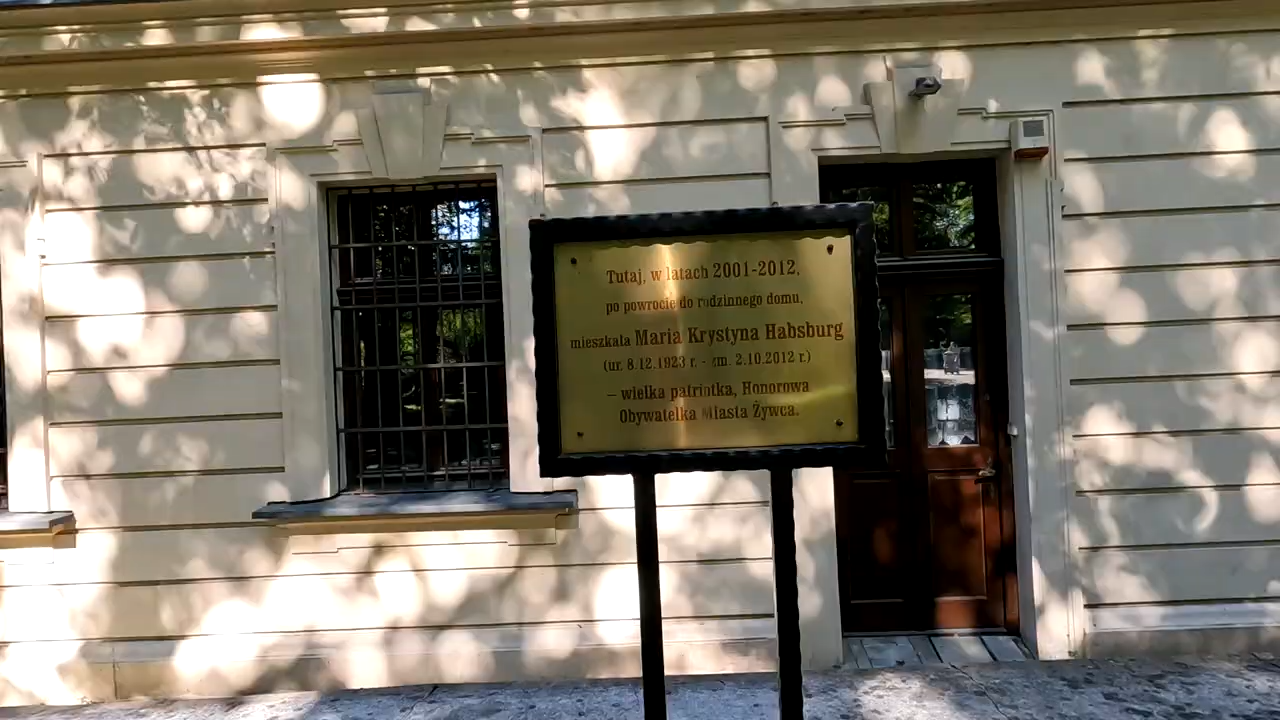 Tutaj, w latach 2001-2012,
po powrocie do rodzinnego domu,
mieszkała Maria Krystyna Habsburg
(ur. 8.12.1923 r. - zm. 2.10.2012 r.)
– wielka patriotka, Honorowa
Obywatelka Miasta Żywca.